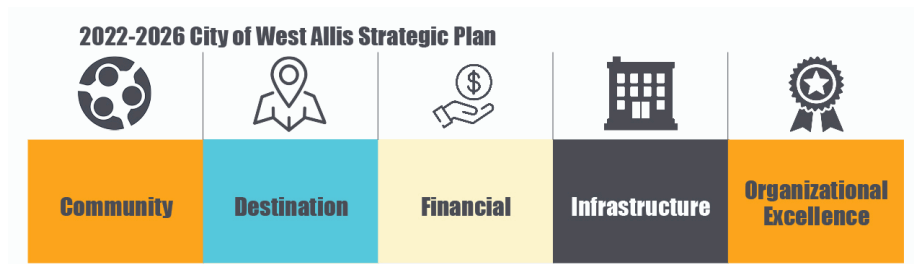 2022-2026 City of West Allis Strategic Plan
$
Community
Destination
Financial
Infrastructure
Organizational
Excellence